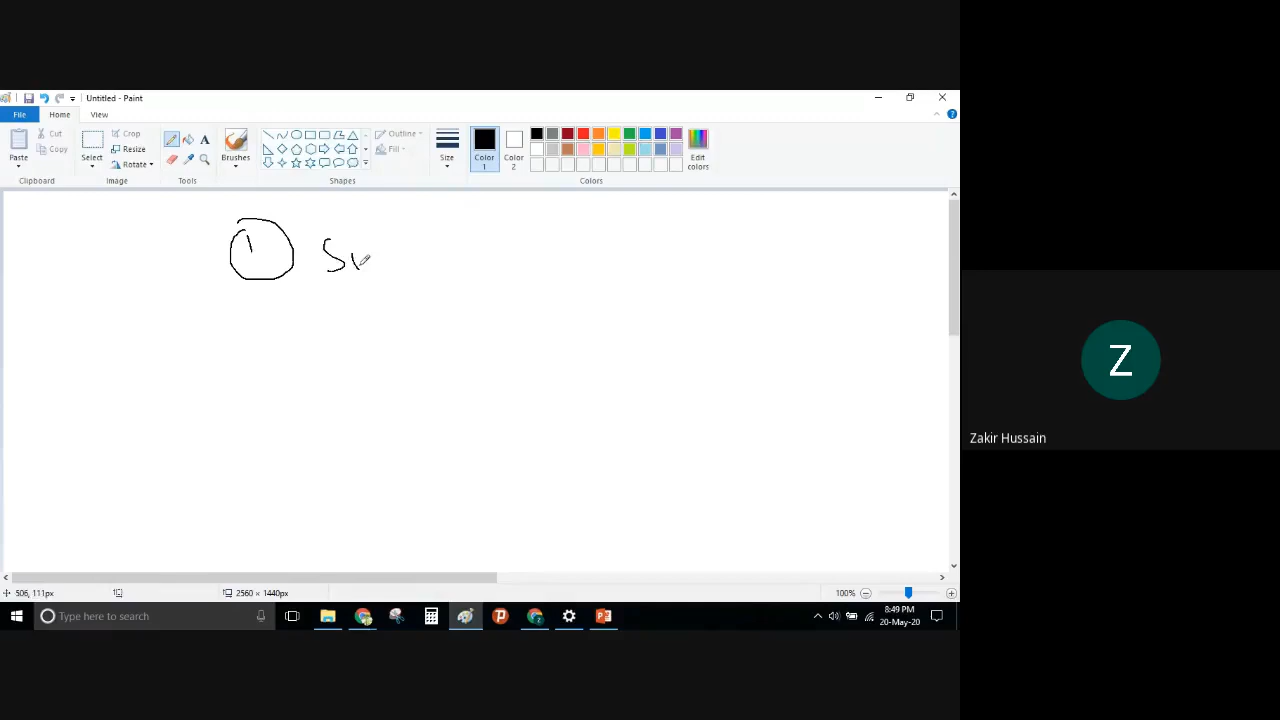 Untitled - Paint
File Home View
Paste Cut Copy
Select Crop Resize Rotate
Brushes
Outline Fill
Size
Color 1 Color 2
Edit colors
Clipboard Image Tools Shapes Colors
1 S
Z
Zakir Hussain
506, 111px 2560 × 1440px 100%
Type here to search
8:49 PM
20-May-20